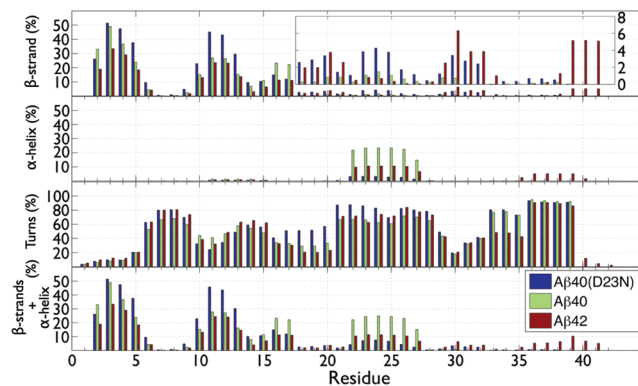 β-strand (%)
50
40
30
20
10
8
6
4
2
0
α-helix (%)
50
40
30
20
10
Turns (%)
100
80
60
40
20
β-strands (%)
+
α-helix
50
40
30
20
10
Aβ40(D23N)
Aβ40
Aβ42
0 5 10 15 20 25 30 35 40
Residue